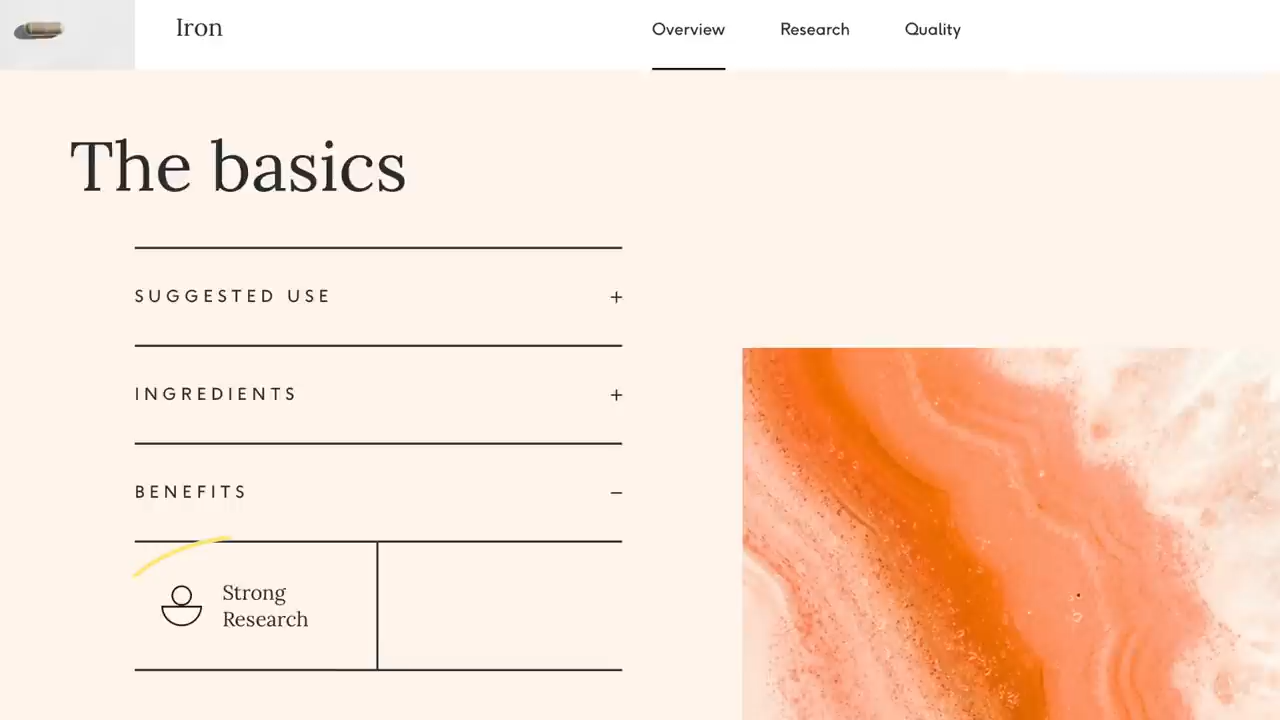 Iron
Overview
Research
Quality
The basics
SUGGESTED USE
+
INGREDIENTS
+
BENEFITS
−
Strong
Research